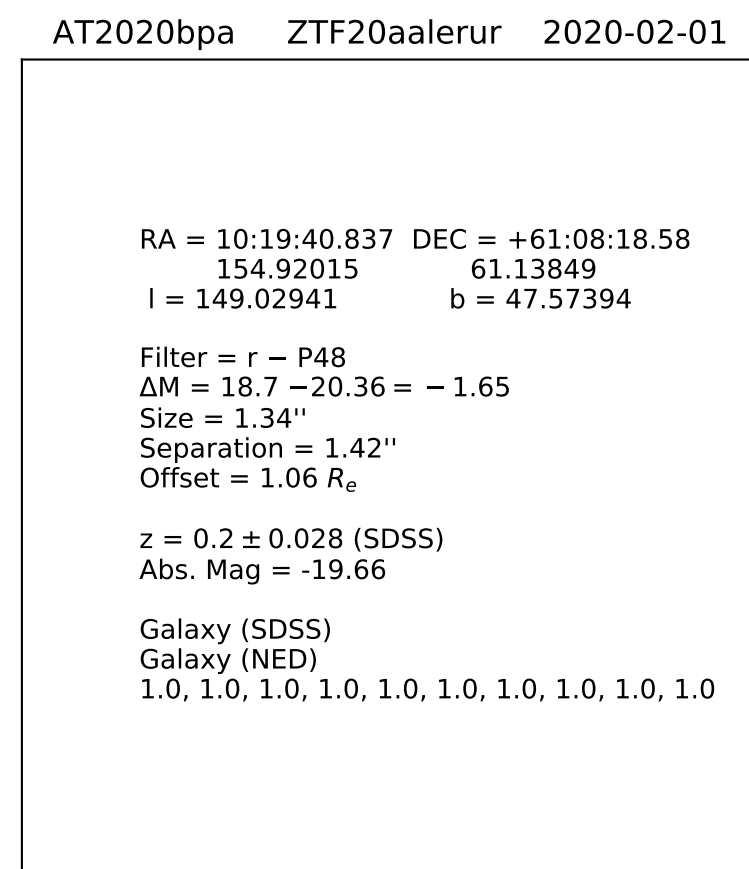 AT2020bpa ZTF20aalerur 2020-02-01
RA = 10:19:40.837 DEC = +61:08:18.58
154.92015 61.13849
l = 149.02941 b = 47.57394
Filter = r − P48
ΔM = 18.7 −20.36 = − 1.65
Size = 1.34''
Separation = 1.42''
Offset = 1.06 Rₑ
z = 0.2 ± 0.028 (SDSS)
Abs. Mag = -19.66
Galaxy (SDSS)
Galaxy (NED)
1.0, 1.0, 1.0, 1.0, 1.0, 1.0, 1.0, 1.0, 1.0, 1.0